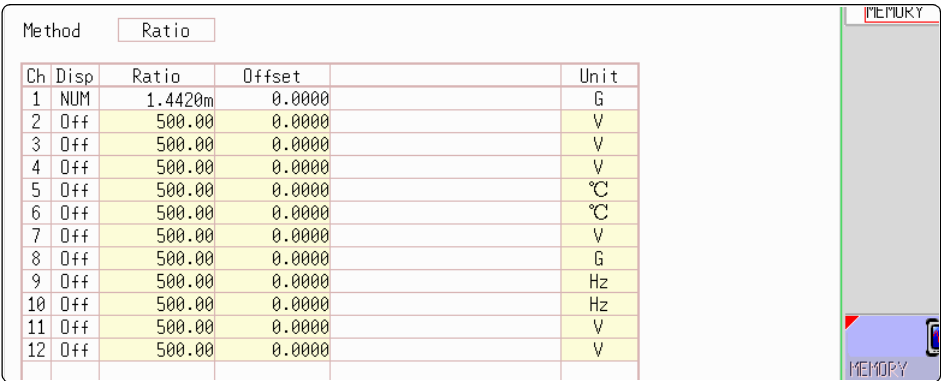 MEMORY
Method Ratio
Ch Disp Ratio Offset Unit
1 NUM 1.4420m 0.0000 G
2 Off 500.00 0.0000 V
3 Off 500.00 0.0000 V
4 Off 500.00 0.0000 V
5 Off 500.00 0.0000 ℃
6 Off 500.00 0.0000 ℃
7 Off 500.00 0.0000 V
8 Off 500.00 0.0000 G
9 Off 500.00 0.0000 Hz
10 Off 500.00 0.0000 Hz
11 Off 500.00 0.0000 V
12 Off 500.00 0.0000 V
MEMORY